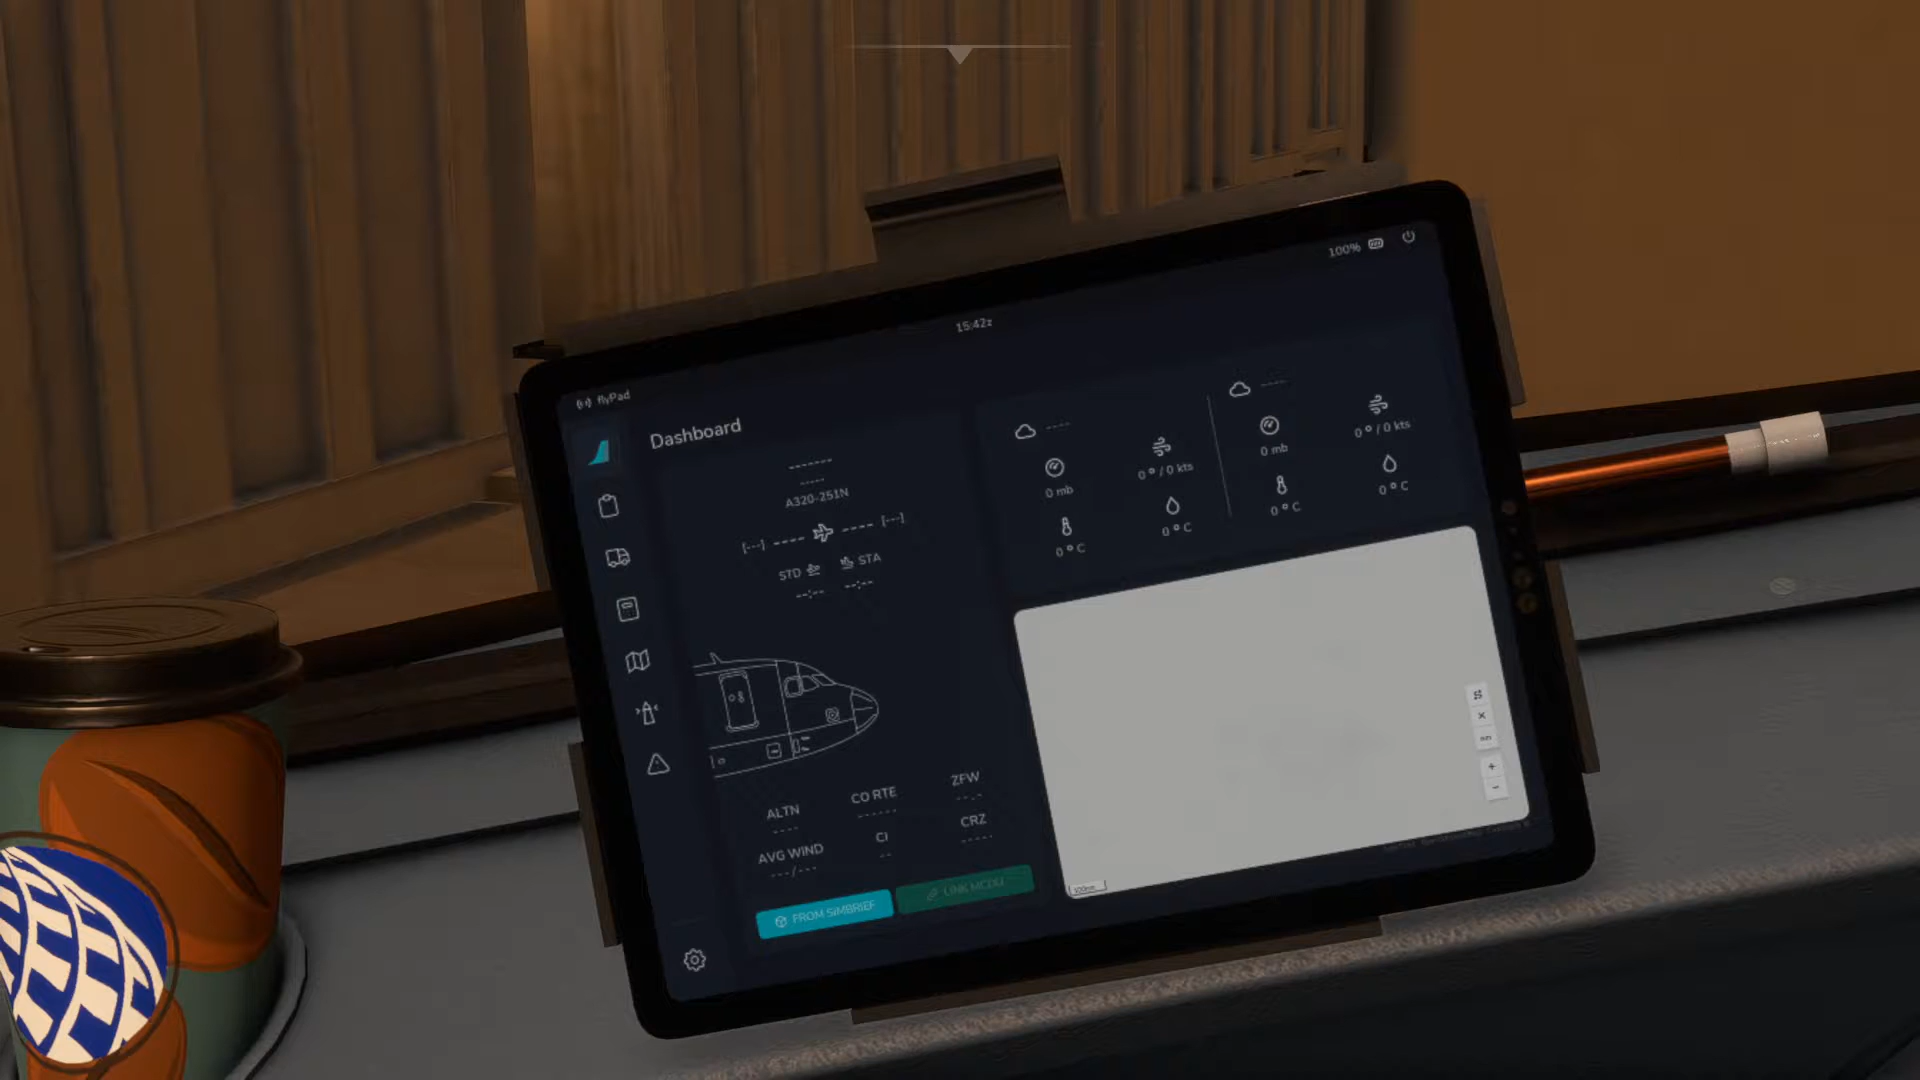 100%
15:42z
flyPad
Dashboard
-------
-----
A320-251N
[---] ---- ---- [---]
STD STA
--:-- --:--
ALTN CO RTE ZFW
---- ------ --.-
AVG WIND CI CRZ
---/--- -- -----
FROM SIMBRIEF
LINK MCDU
----
0 mb
0 ° / 0 kts
0 ° C
0 ° C
----
0 mb
0 ° / 0 kts
0 ° C
0 ° C
+
-